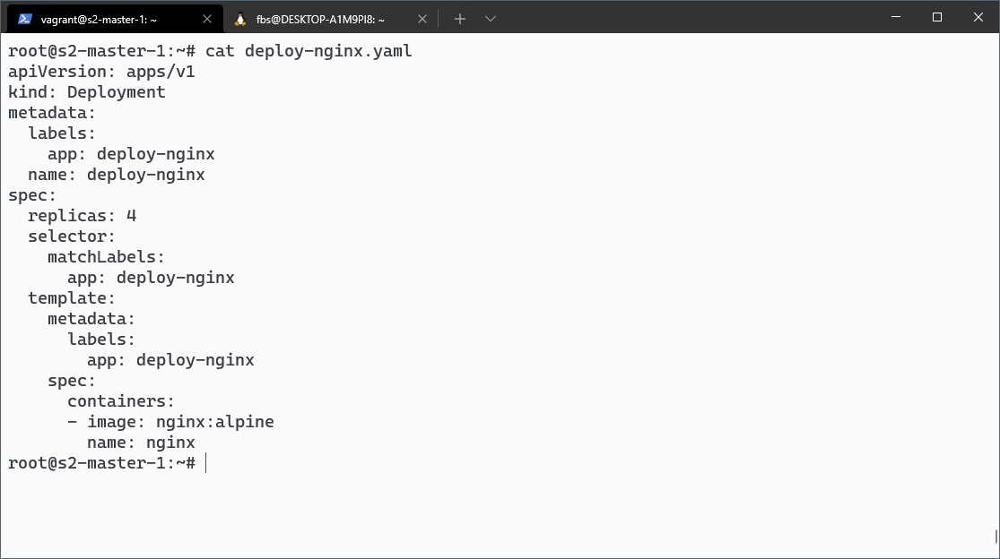 vagrant@s2-master-1: ~
fbs@DESKTOP-A1M9PI8: ~
root@s2-master-1:~# cat deploy-nginx.yaml
apiVersion: apps/v1
kind: Deployment
metadata:
  labels:
    app: deploy-nginx
  name: deploy-nginx
spec:
  replicas: 4
  selector:
    matchLabels:
      app: deploy-nginx
  template:
    metadata:
      labels:
        app: deploy-nginx
    spec:
      containers:
      - image: nginx:alpine
        name: nginx
root@s2-master-1:~#